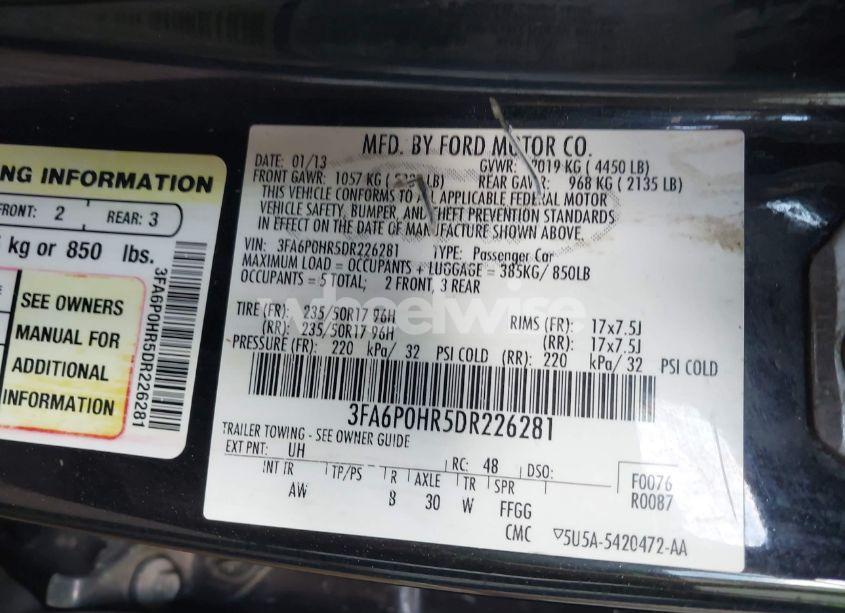 NG INFORMATION
FRONT: 2 REAR: 3
kg or 850 lbs.
SEE OWNERS
MANUAL FOR
ADDITIONAL
INFORMATION
3FA6P0HR5DR226281
MFD. BY FORD MOTOR CO.
DATE: 01/13 GVWR: 2019 KG ( 4450 LB)
FRONT GAWR: 1057 KG ( LB) REAR GAWR: 968 KG ( 2135 LB)
THIS VEHICLE CONFORMS TO ALL APPLICABLE FEDERAL MOTOR
VEHICLE SAFETY, BUMPER, AND THEFT PREVENTION STANDARDS
IN EFFECT ON THE DATE OF MANUFACTURE SHOWN ABOVE.
VIN: 3FA6P0HR5DR226281 TYPE: Passenger Car
MAXIMUM LOAD = OCCUPANTS + LUGGAGE = 385KG/ 850LB
OCCUPANTS = 5 TOTAL; 2 FRONT, 3 REAR
wheelwise
TIRE (FR): 235/50R17 96H RIMS (FR): 17x7.5J
(RR): 235/50R17 96H (RR): 17x7.5J
PRESSURE (FR): 220 kPa/ 32 PSI COLD (RR): 220 kPa/ 32 PSI COLD
3FA6P0HR5DR226281
TRAILER TOWING - SEE OWNER GUIDE
EXT PNT: UH RC: 48 DSO: F0076
INT TR TP/PS R AXLE TR SPR R0087
AW B 30 W FFGG
CMC ▽5U5A-5420472-AA